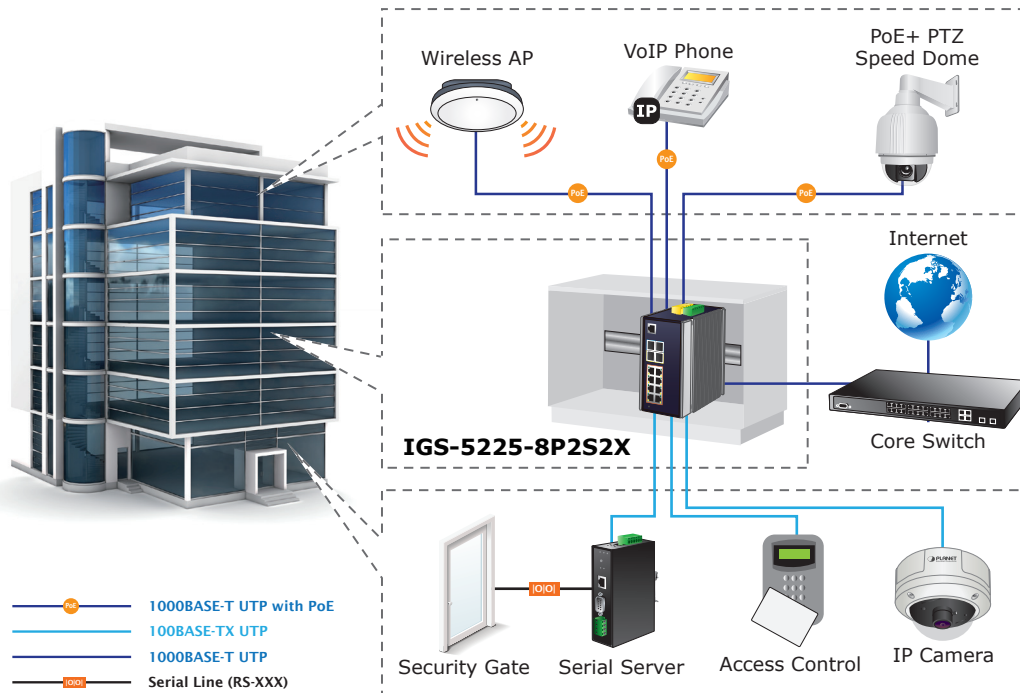 Wireless AP
VoIP Phone
PoE+ PTZ
Speed Dome
IP
PoE
PoE
PoE
Internet
IGS-5225-8P2S2X
Core Switch
PLANET
|O|O|
Security Gate
Serial Server
Access Control
IP Camera
PoE
1000BASE-T UTP with PoE
100BASE-TX UTP
1000BASE-T UTP
|O|O|
Serial Line (RS-XXX)